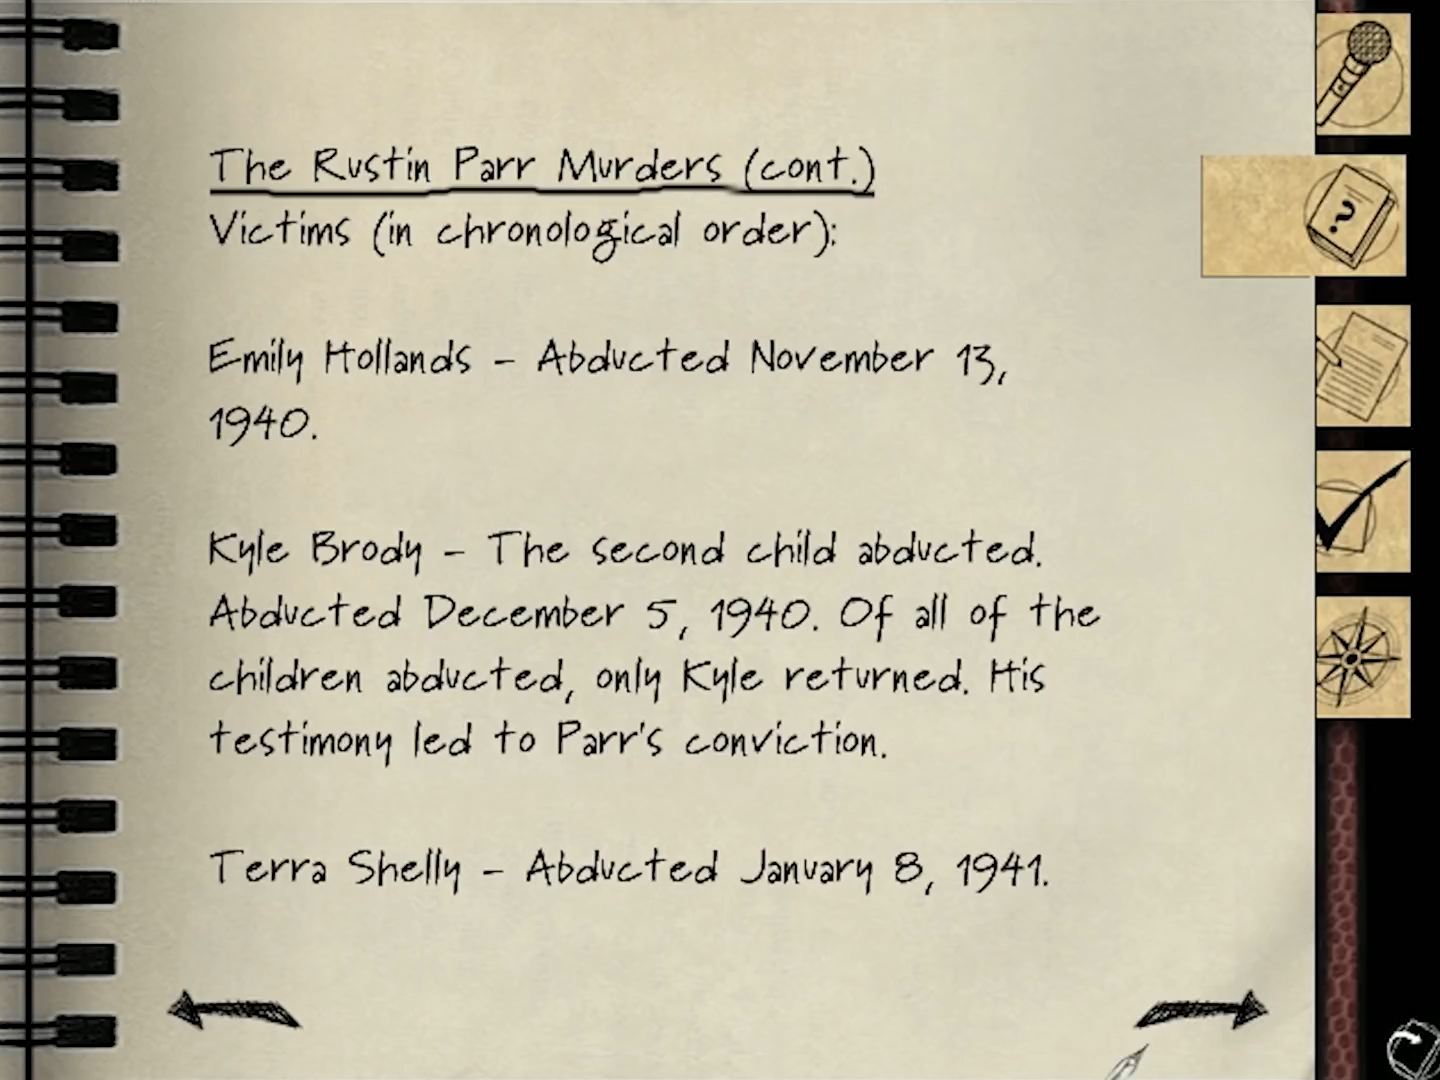 The Rustin Parr Murders (cont.)
Victims (in chronological order):
Emily Hollands - Abducted November 13,
1940.
Kyle Brody - The second child abducted.
Abducted December 5, 1940. Of all of the
children abducted, only Kyle returned. His
testimony led to Parr's conviction.
Terra Shelly - Abducted January 8, 1941.
?